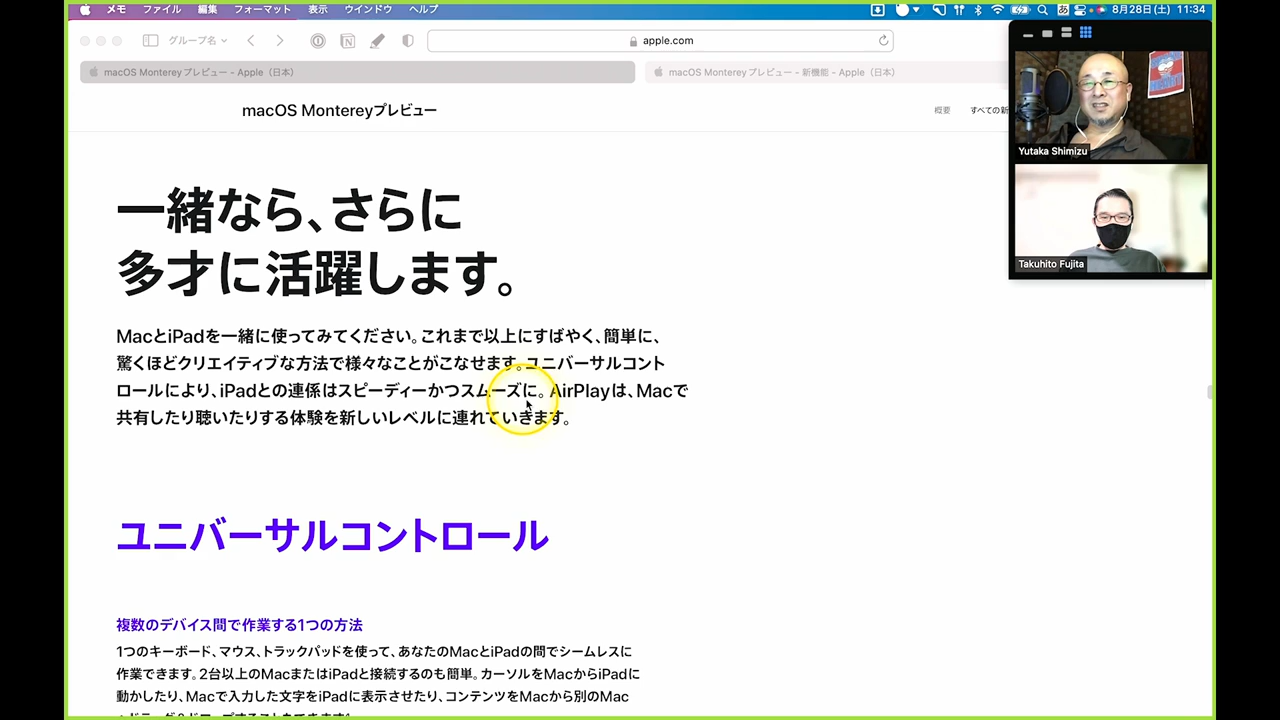 メモ ファイル 編集 フォーマット 表示 ウインドウ ヘルプ
あ 8月28日(土) 11:34
グループ名
apple.com
macOS Montereyプレビュー - Apple（日本）
macOS Montereyプレビュー - 新機能 - Apple（日本）
macOS Montereyプレビュー
概要 すべての新
Yutaka Shimizu
Takuhito Fujita
一緒なら、さらに
多才に活躍します。
MacとiPadを一緒に使ってみてください。これまで以上にすばやく、簡単に、
驚くほどクリエイティブな方法で様々なことがこなせます。ユニバーサルコント
ロールにより、iPadとの連係はスピーディーかつスムーズに。AirPlayは、Macで
共有したり聴いたりする体験を新しいレベルに連れていきます。
ユニバーサルコントロール
複数のデバイス間で作業する1つの方法
1つのキーボード、マウス、トラックパッドを使って、あなたのMacとiPadの間でシームレスに
作業できます。2台以上のMacまたはiPadと接続するのも簡単。カーソルをMacからiPadに
動かしたり、Macで入力した文字をiPadに表示させたり、コンテンツをMacから別のMac